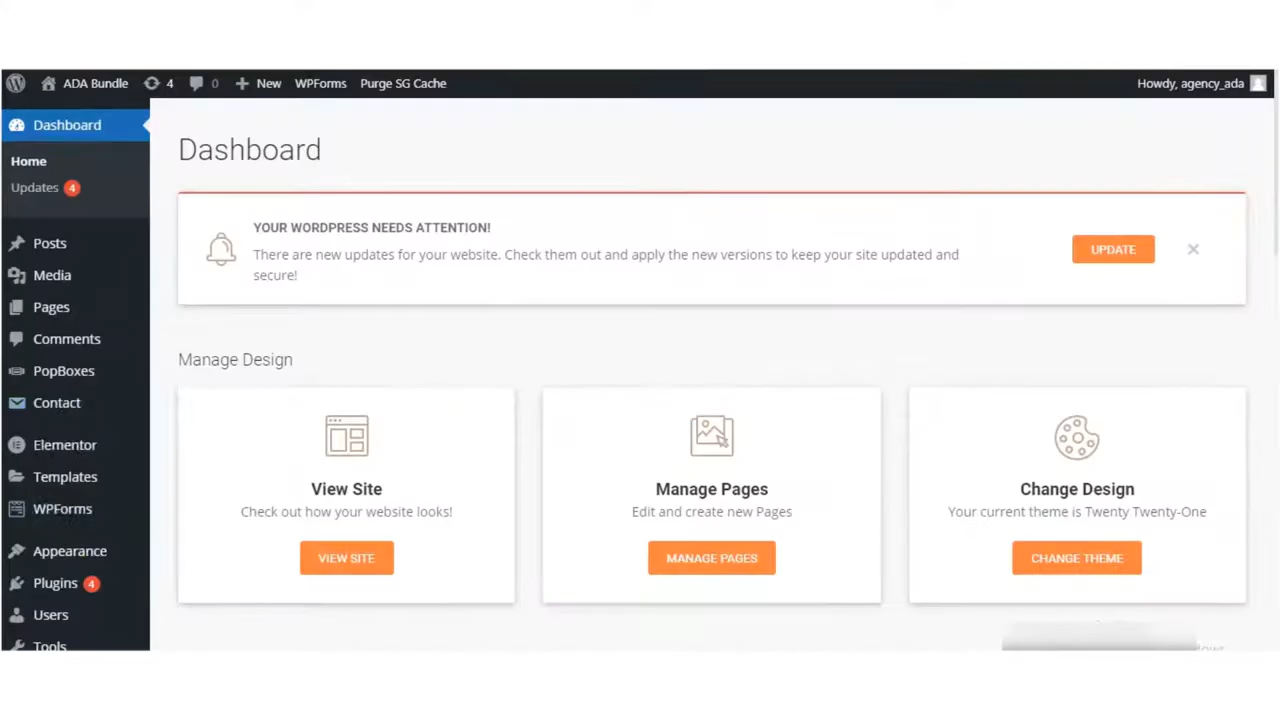 ADA Bundle 4 0 New WPForms Purge SG Cache Howdy, agency_ada
Dashboard
Home
Updates 4
Posts
Media
Pages
Comments
PopBoxes
Contact
Elementor
Templates
WPForms
Appearance
Plugins 4
Users
Tools
Dashboard
YOUR WORDPRESS NEEDS ATTENTION!
There are new updates for your website. Check them out and apply the new versions to keep your site updated and
secure!
UPDATE
Manage Design
View Site
Check out how your website looks!
VIEW SITE
Manage Pages
Edit and create new Pages
MANAGE PAGES
Change Design
Your current theme is Twenty Twenty-One
CHANGE THEME